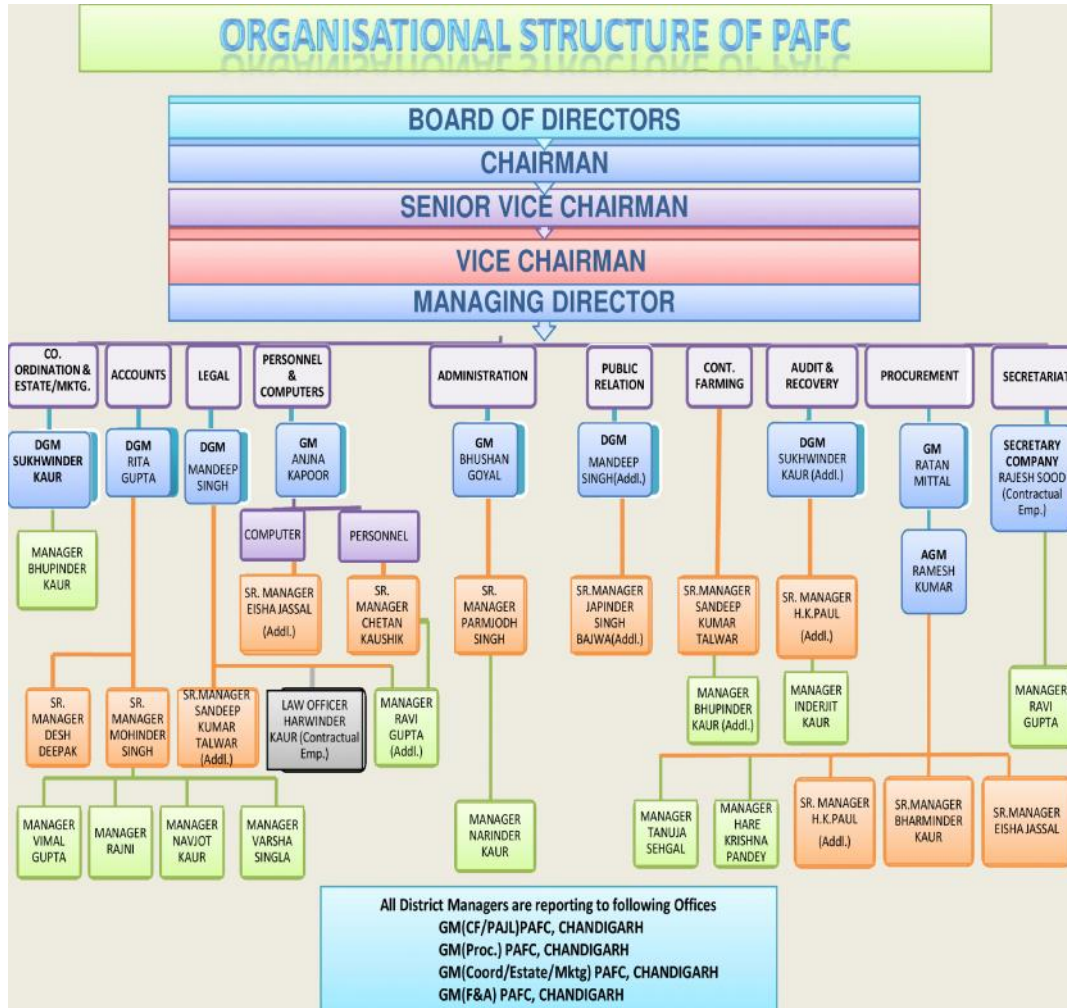 ORGANISATIONAL STRUCTURE OF PAFC
BOARD OF DIRECTORS
CHAIRMAN
SENIOR VICE CHAIRMAN
VICE CHAIRMAN
MANAGING DIRECTOR
CO.
ORDINATION &
ESTATE/MKTG.
ACCOUNTS
LEGAL
PERSONNEL
&
COMPUTERS
ADMINISTRATION
PUBLIC
RELATION
CONT.
FARMING
AUDIT &
RECOVERY
PROCUREMENT
SECRETARIAT
DGM
SUKHWINDER
KAUR
DGM
RITA
GUPTA
DGM
MANDEEP
SINGH
GM
ANJNA
KAPOOR
GM
BHUSHAN
GOYAL
DGM
MANDEEP
SINGH(Addl.)
DGM
SUKHWINDER
KAUR (Addl.)
GM
RATAN
MITTAL
SECRETARY
COMPANY
RAJESH SOOD
(Contractual
Emp.)
MANAGER
BHUPINDER
KAUR
COMPUTER
PERSONNEL
AGM
RAMESH
KUMAR
SR. MANAGER
EISHA JASSAL
(Addl.)
SR.
MANAGER
CHETAN
KAUSHIK
SR.
MANAGER
PARMJODH
SINGH
SR.MANAGER
JAPINDER
SINGH
BAJWA(Addl.)
SR.MANAGER
SANDEEP
KUMAR
TALWAR
SR. MANAGER
H.K.PAUL
(Addl.)
SR.
MANAGER
DESH
DEEPAK
SR.
MANAGER
MOHINDER
SINGH
SR.MANAGER
SANDEEP
KUMAR
TALWAR
(Addl.)
LAW OFFICER
HARWINDER
KAUR (Contractual
Emp.)
MANAGER
RAVI
GUPTA
(Addl.)
MANAGER
BHUPINDER
KAUR (Addl.)
MANAGER
INDERJIT
KAUR
MANAGER
RAVI
GUPTA
MANAGER
VIMAL
GUPTA
MANAGER
RAJNI
MANAGER
NAVJOT
KAUR
MANAGER
VARSHA
SINGLA
MANAGER
NARINDER
KAUR
MANAGER
TANUJA
SEHGAL
MANAGER
HARE
KRISHNA
PANDEY
SR. MANAGER
H.K.PAUL
(Addl.)
SR.MANAGER
BHARMINDER
KAUR
SR.MANAGER
EISHA JASSAL
All District Managers are reporting to following Offices
GM(CF/PAJL)PAFC, CHANDIGARH
GM(Proc.) PAFC, CHANDIGARH
GM(Coord/Estate/Mktg) PAFC, CHANDIGARH
GM(F&A) PAFC, CHANDIGARH